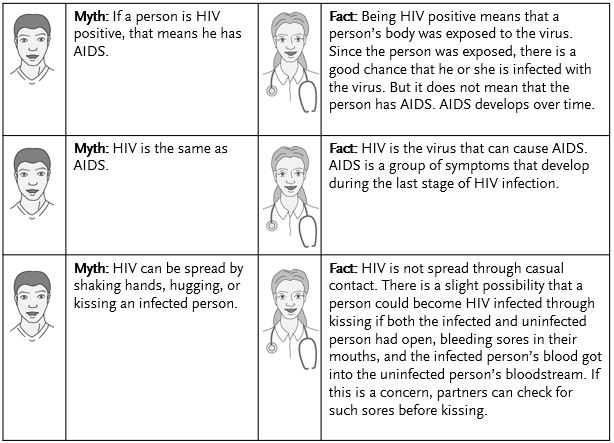 Myth: If a person is HIV
positive, that means he has
AIDS.
Fact: Being HIV positive means that a
person's body was exposed to the virus.
Since the person was exposed, there is a
good chance that he or she is infected with
the virus. But it does not mean that the
person has AIDS. AIDS develops over time.
Myth: HIV is the same as
AIDS.
Fact: HIV is the virus that can cause AIDS.
AIDS is a group of symptoms that develop
during the last stage of HIV infection.
Myth: HIV can be spread by
shaking hands, hugging, or
kissing an infected person.
Fact: HIV is not spread through casual
contact. There is a slight possibility that a
person could become HIV infected through
kissing if both the infected and uninfected
person had open, bleeding sores in their
mouths, and the infected person's blood got
into the uninfected person's bloodstream. If
this is a concern, partners can check for
such sores before kissing.